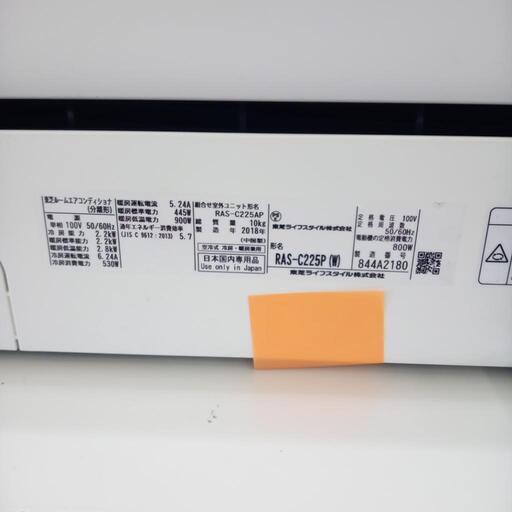 東芝ルームエアコンディショナ
(分離形)
電源
単相 100V 50/60Hz
冷房能力 2.2kW
暖房標準能力 2.2kW
暖房低温能力 2.8kW
冷房運転電流 6.24A
冷房消費電力 530W
暖房運転電流 5.24A
暖房標準電力 445W
暖房低温電力 900W
通年エネルギー消費効率
(JIS C 9612:2013) 5.7
組合せ室外ユニット形名
RAS-C225AP
総質量 10kg
製造年 2018年
(中国製)
空冷式 冷房・暖房兼用
日本国内専用品
Use only in Japan
東芝ライフスタイル株式会社
形名
RAS-C225P(W)
東芝ライフスタイル株式会社
定格電圧 100V
定格周波数
50/60Hz
電動機の定格消費電力
800W
製造番号
844A2180